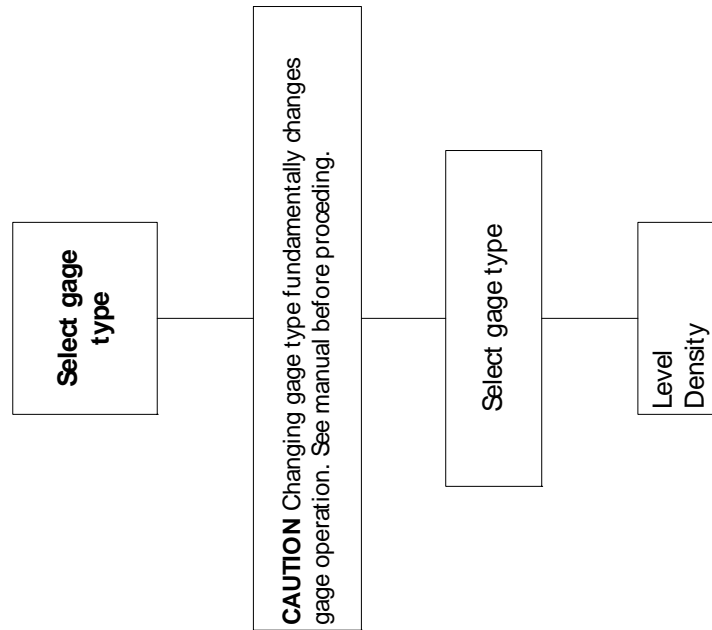 Select gage
type
CAUTION Changing gage type fundamentally changes
gage operation. See manual before proceding.
Select gage type
Level
Density